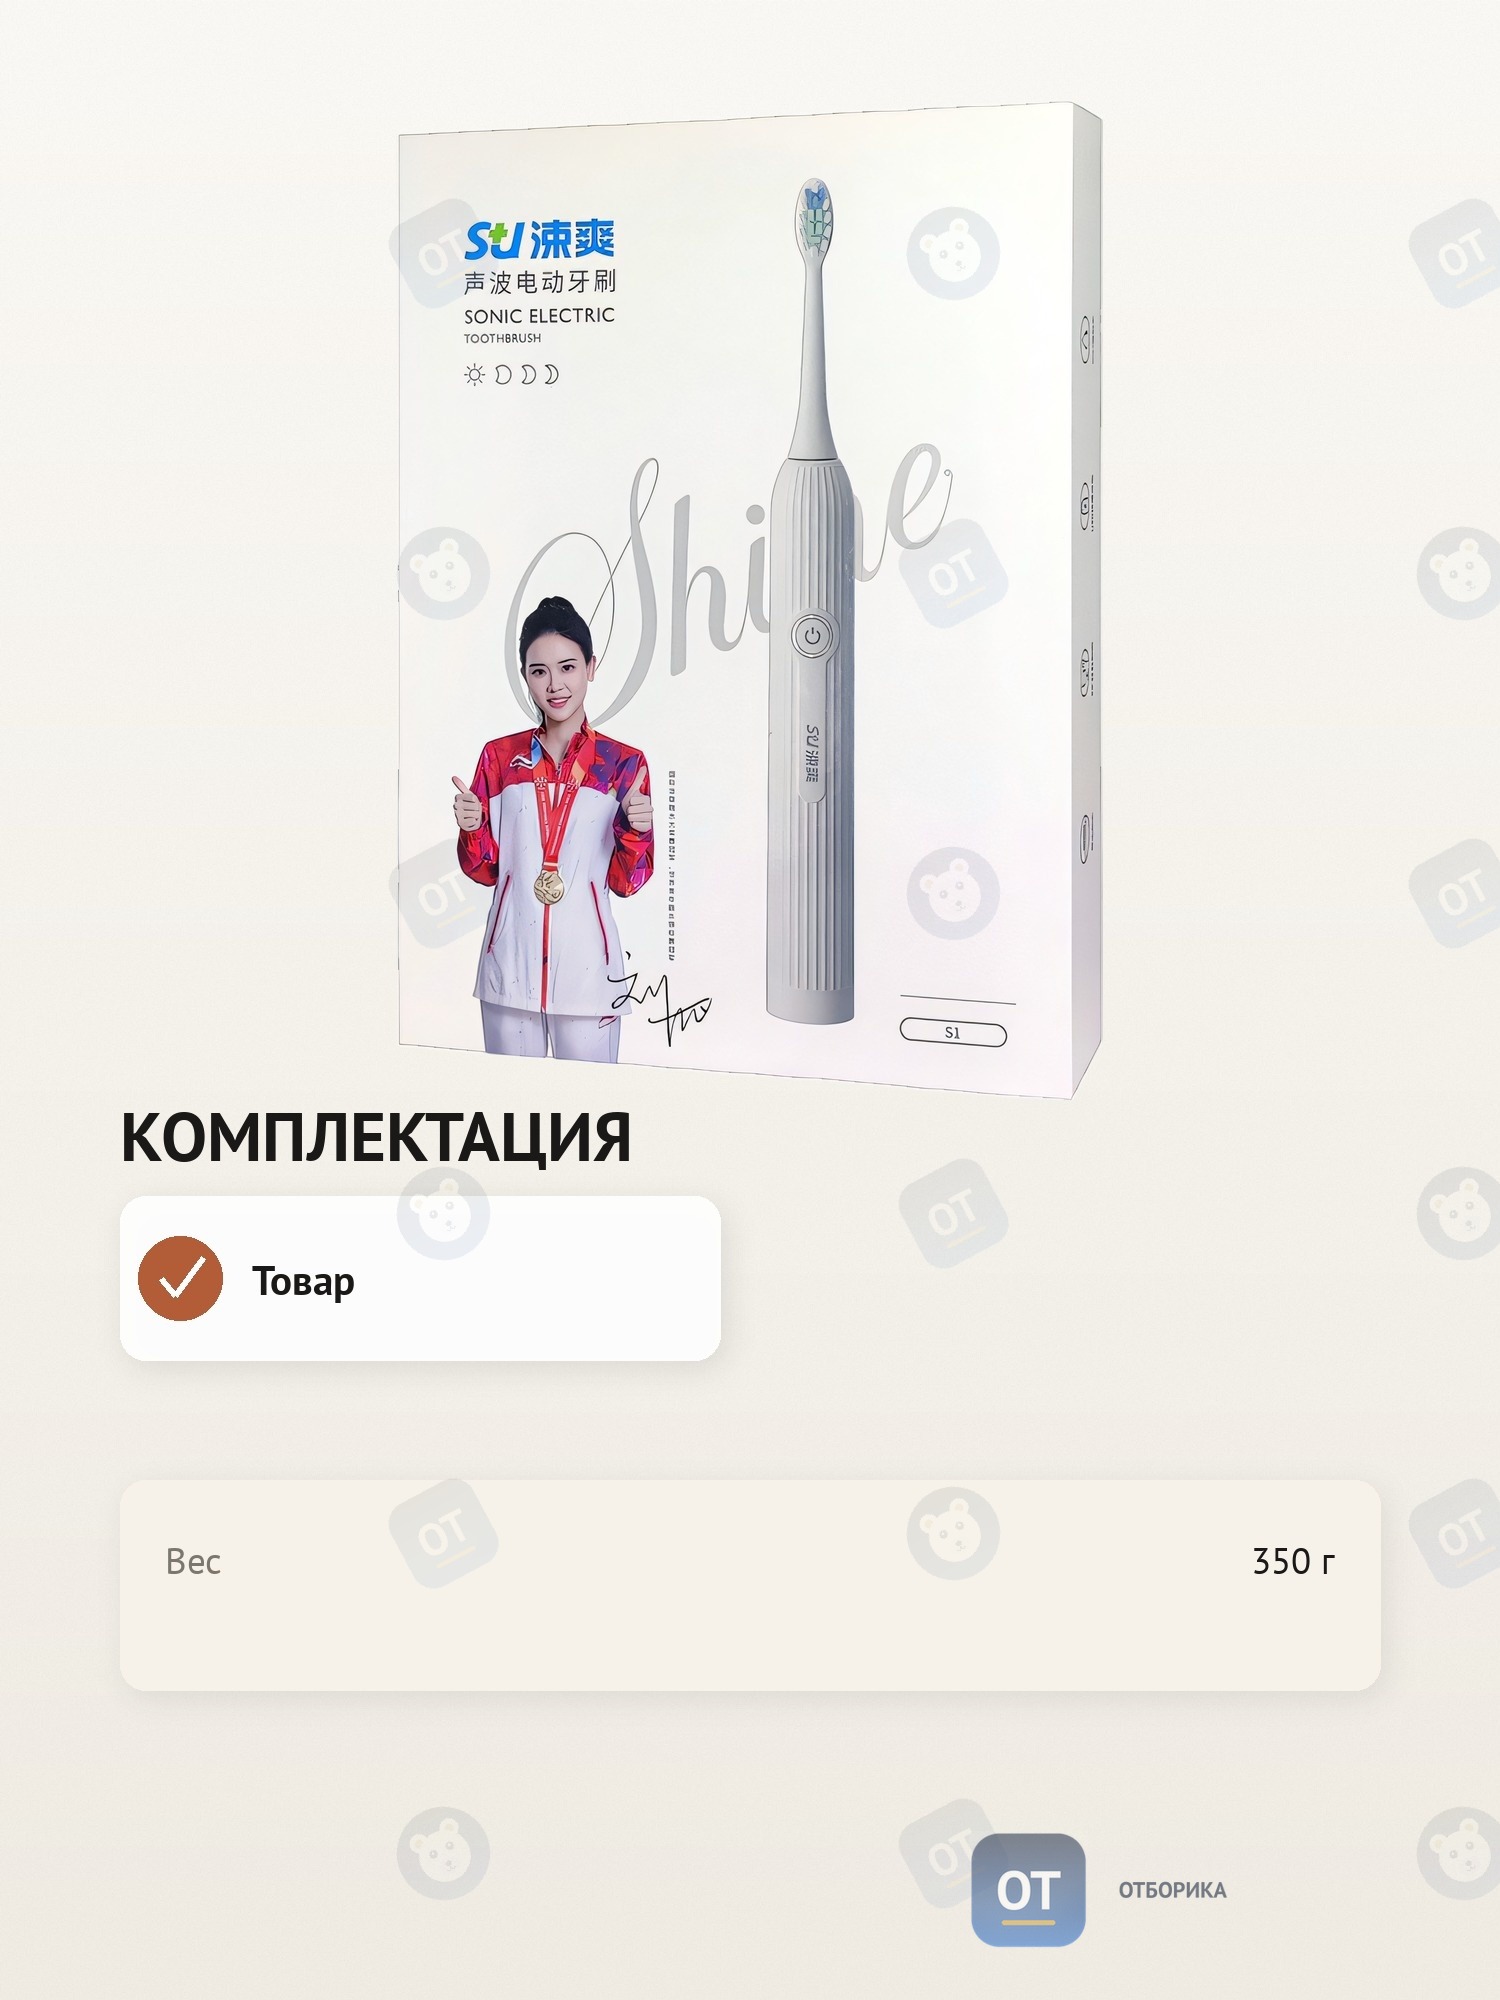 SU 涑爽
声波电动牙刷
SONIC ELECTRIC
TOOTHBRUSH
Shine
SU 涑爽
S1
КОМПЛЕКТАЦИЯ
Товар
Вес
350 г
ОТ
ОТБОРИКА